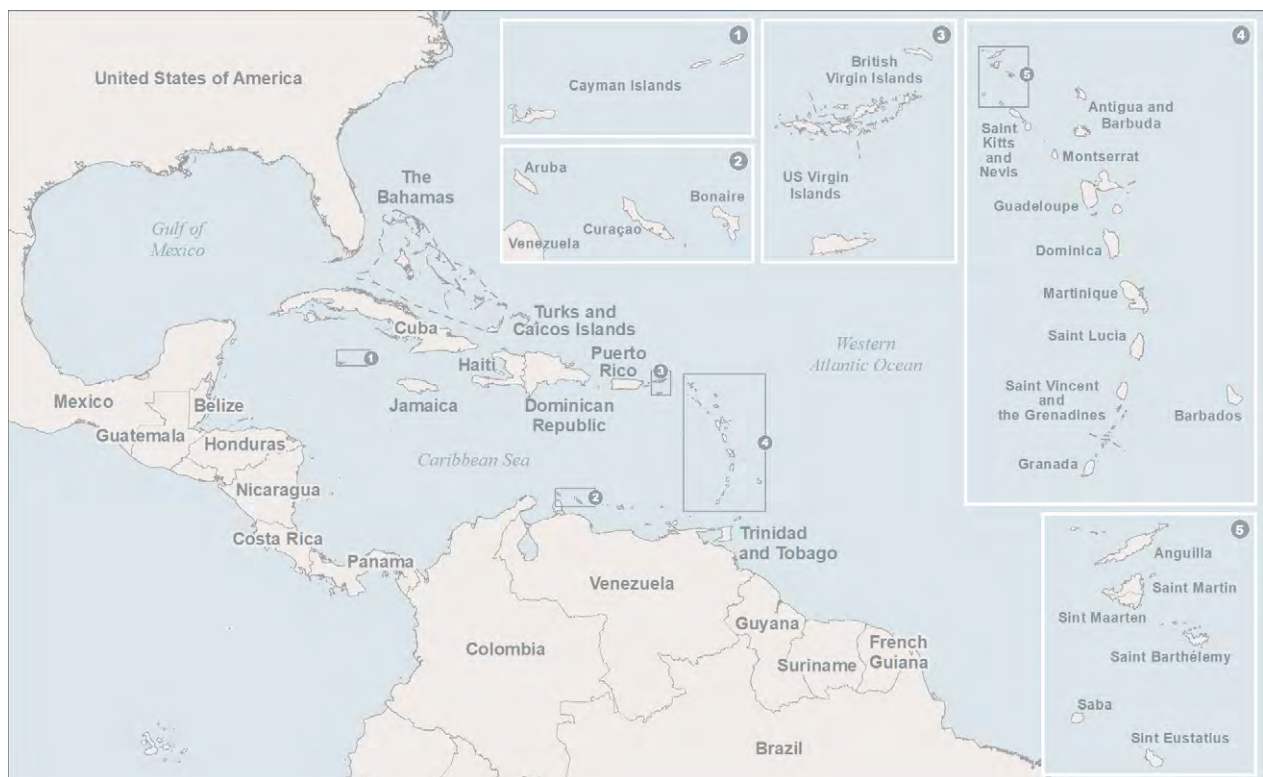 United States of America
Gulf of
Mexico
The
Bahamas
Turks and
Caicos Islands
Cuba
Haiti
Puerto
Rico
Jamaica
Dominican
Republic
Mexico
Belize
Guatemala
Honduras
Nicaragua
Costa Rica
Panama
Caribbean Sea
Western
Atlantic Ocean
Trinidad
and Tobago
Venezuela
Colombia
Guyana
Suriname
French
Guiana
Brazil
1
2
3
4
1
Cayman Islands
2
Aruba
Curaçao
Bonaire
Venezuela
3
British
Virgin Islands
US Virgin
Islands
4
5
Antigua and
Barbuda
Saint
Kitts
and
Nevis
Montserrat
Guadeloupe
Dominica
Martinique
Saint Lucia
Saint Vincent
and
the Grenadines
Barbados
Granada
5
Anguilla
Saint Martin
Sint Maarten
Saint Barthélemy
Saba
Sint Eustatius